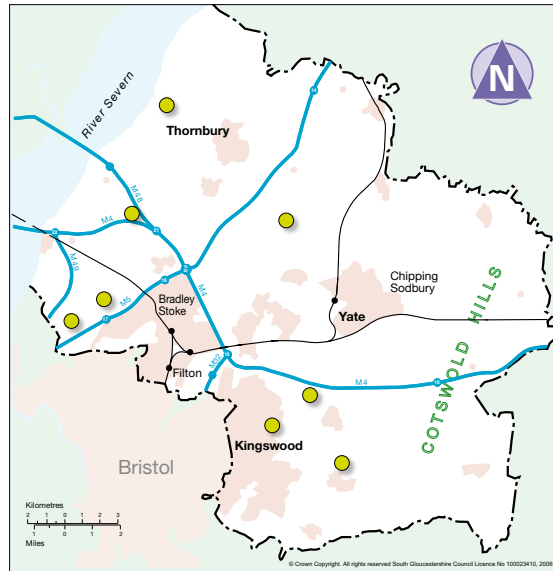 N
River Severn
Thornbury
M48
M4
M49
M5
Bradley
Stoke
M4
Filton
M32
Chipping
Sodbury
Yate
COTSWOLD HILLS
M4
Kingswood
Bristol
Kilometres
2 1 0 1 2 3
1 0 1 2
Miles
© Crown Copyright. All rights reserved South Gloucestershire Council Licence No 100023410, 2006